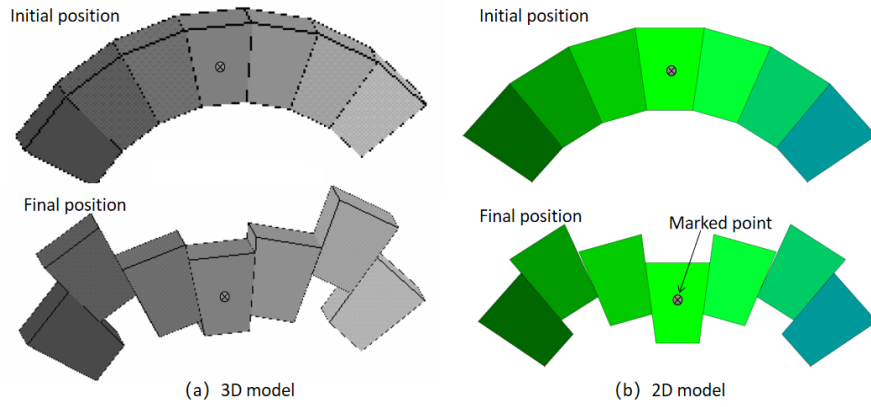 Initial position
Initial position
Final position
Final position
Marked point
(a) 3D model
(b) 2D model